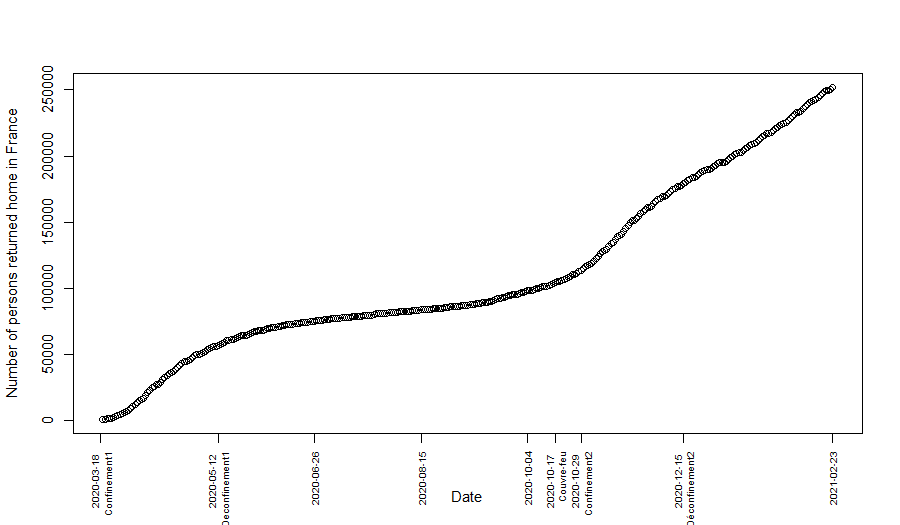 Number of persons returned home in France
250000
200000
150000
100000
50000
0
2020-03-18
Confinement1
2020-05-12
Déconfinement1
2020-06-26
2020-08-15
2020-10-04
2020-10-17
Couvre-feu
2020-10-29
Confinement2
2020-12-15
Déconfinement2
2021-02-23
Date